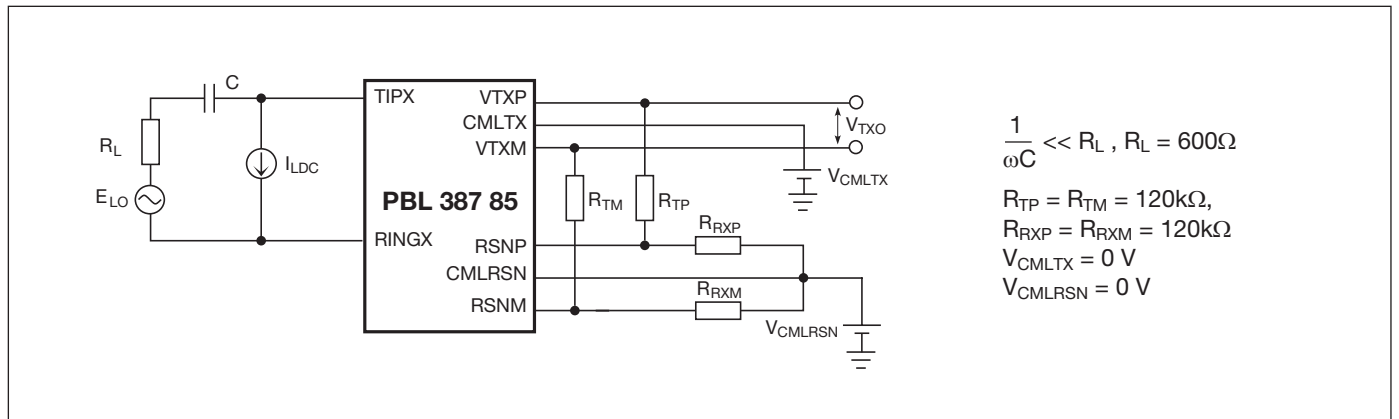 C
R_L
E_LO
I_LDC
TIPX
RINGX
PBL 387 85
VTXP
CMLTX
VTXM
RSNP
CMLRSN
RSNM
R_TM
R_TP
R_RXP
R_RXM
V_TXO
V_CMLTX
V_CMLRSN
1/ωC << R_L , R_L = 600Ω
R_TP = R_TM = 120kΩ,
R_RXP = R_RXM = 120kΩ
V_CMLTX = 0 V
V_CMLRSN = 0 V